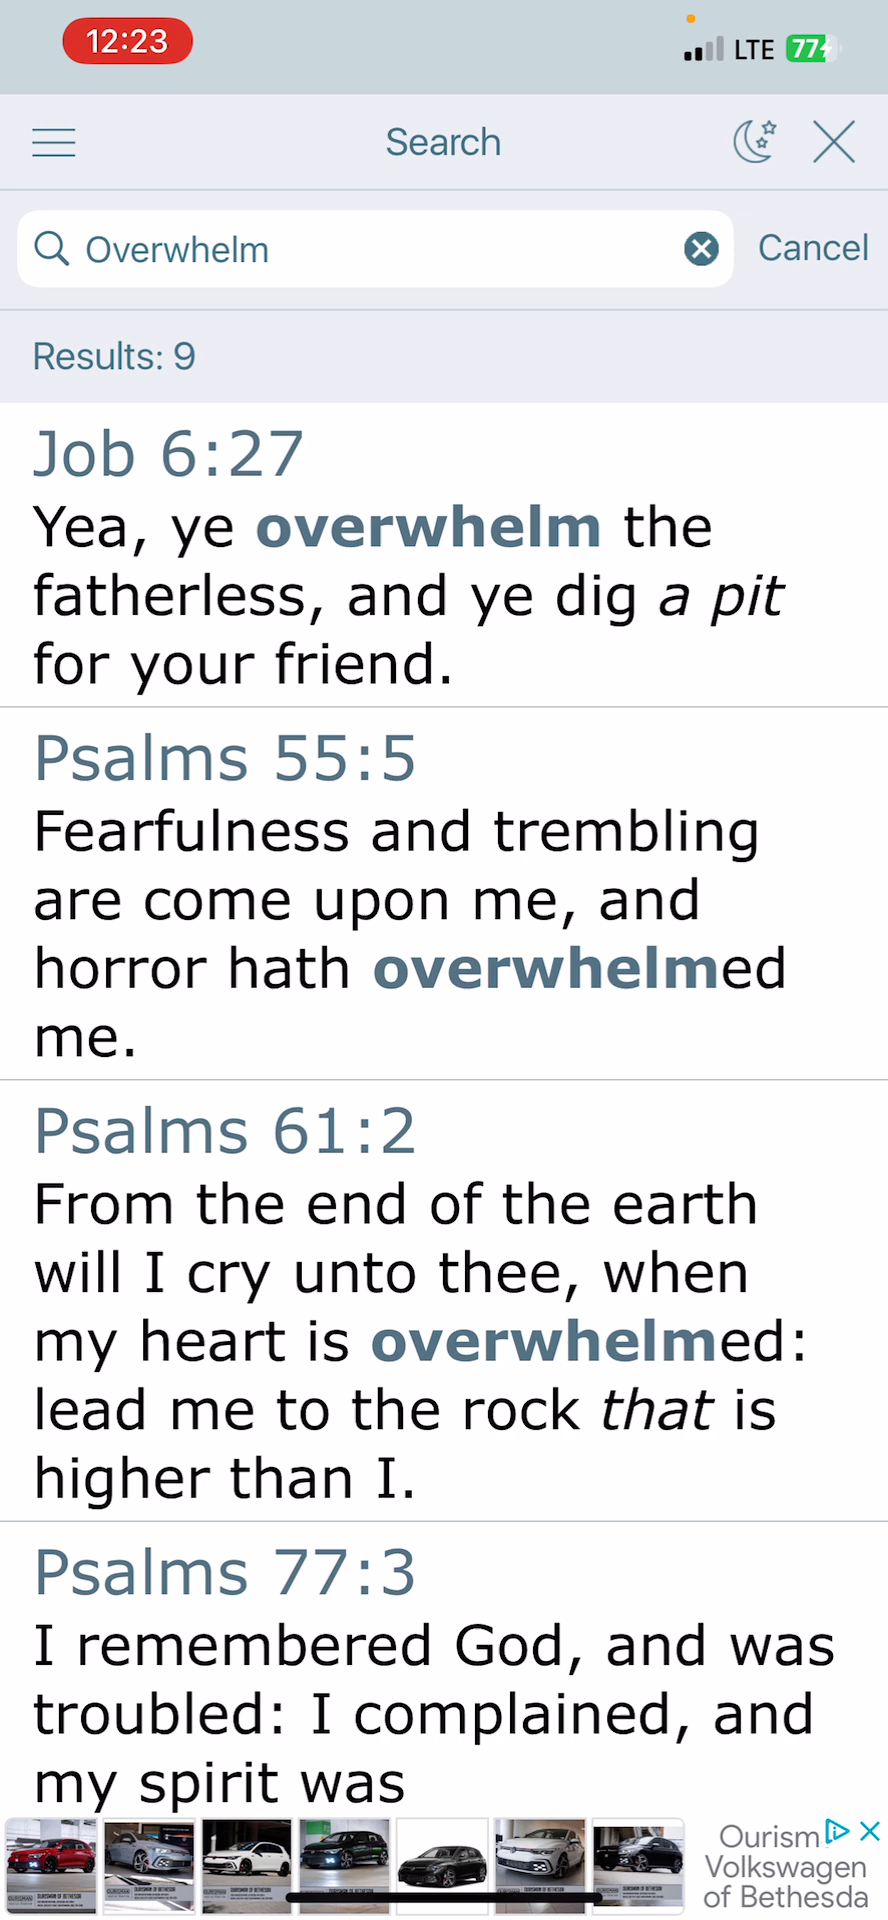 12:23
LTE 77
Search
Overwhelm
Cancel
Results: 9
Job 6:27
Yea, ye overwhelm the
fatherless, and ye dig a pit
for your friend.
Psalms 55:5
Fearfulness and trembling
are come upon me, and
horror hath overwhelmed
me.
Psalms 61:2
From the end of the earth
will I cry unto thee, when
my heart is overwhelmed:
lead me to the rock that is
higher than I.
Psalms 77:3
I remembered God, and was
troubled: I complained, and
my spirit was
Ourism
Volkswagen
of Bethesda